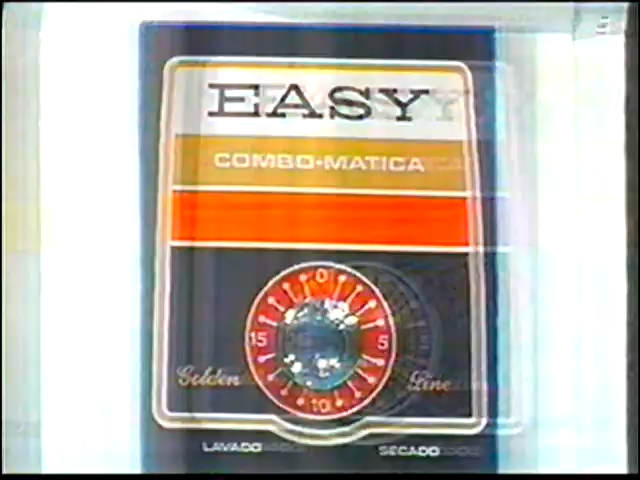 EASY
COMBO•MATICA
0
15 5
10
Golden Line
LAVADO SECADO